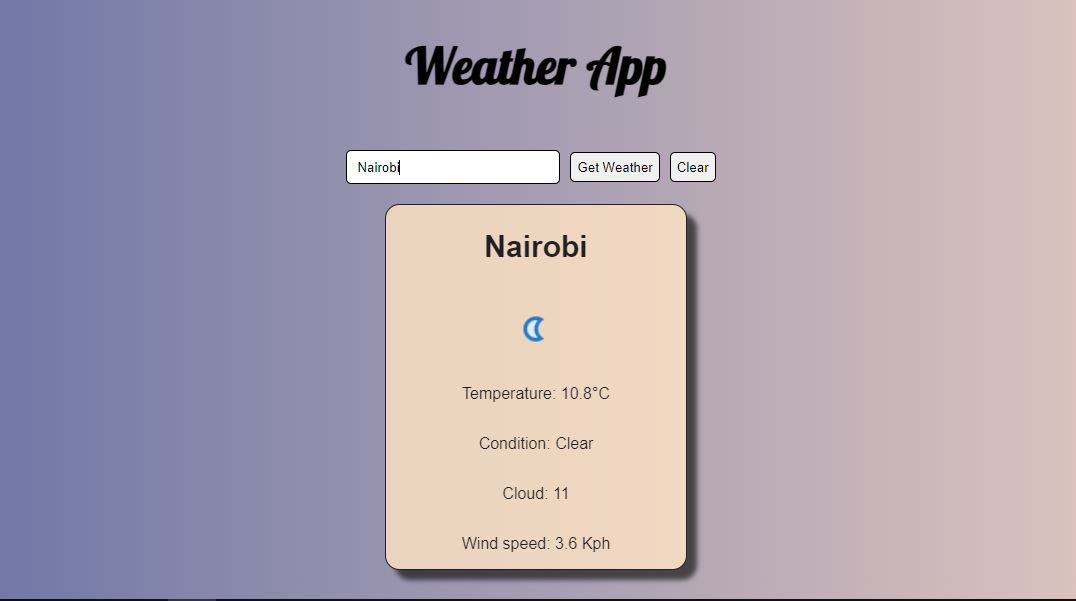 Weather App
Nairobi
Get Weather
Clear
Nairobi
Temperature: 10.8°C
Condition: Clear
Cloud: 11
Wind speed: 3.6 Kph